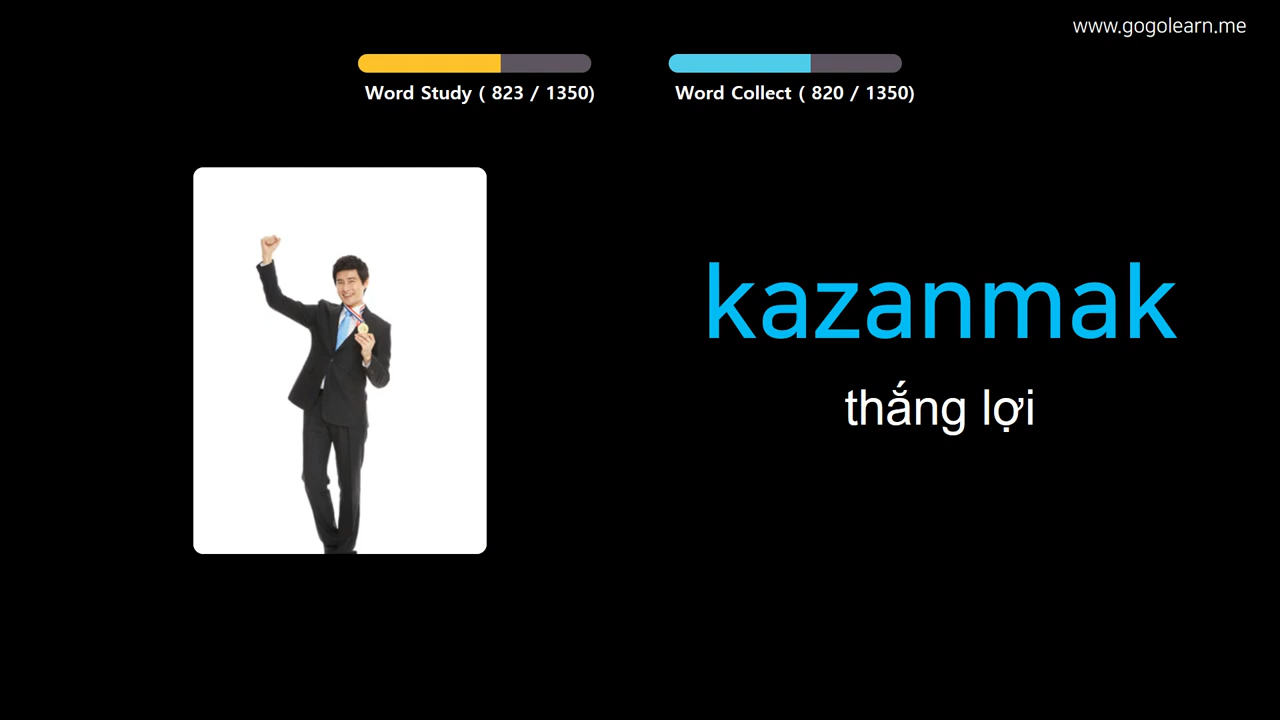 www.gogolearn.me
Word Study ( 823 / 1350)
Word Collect ( 820 / 1350)
kazanmak
thắng lợi